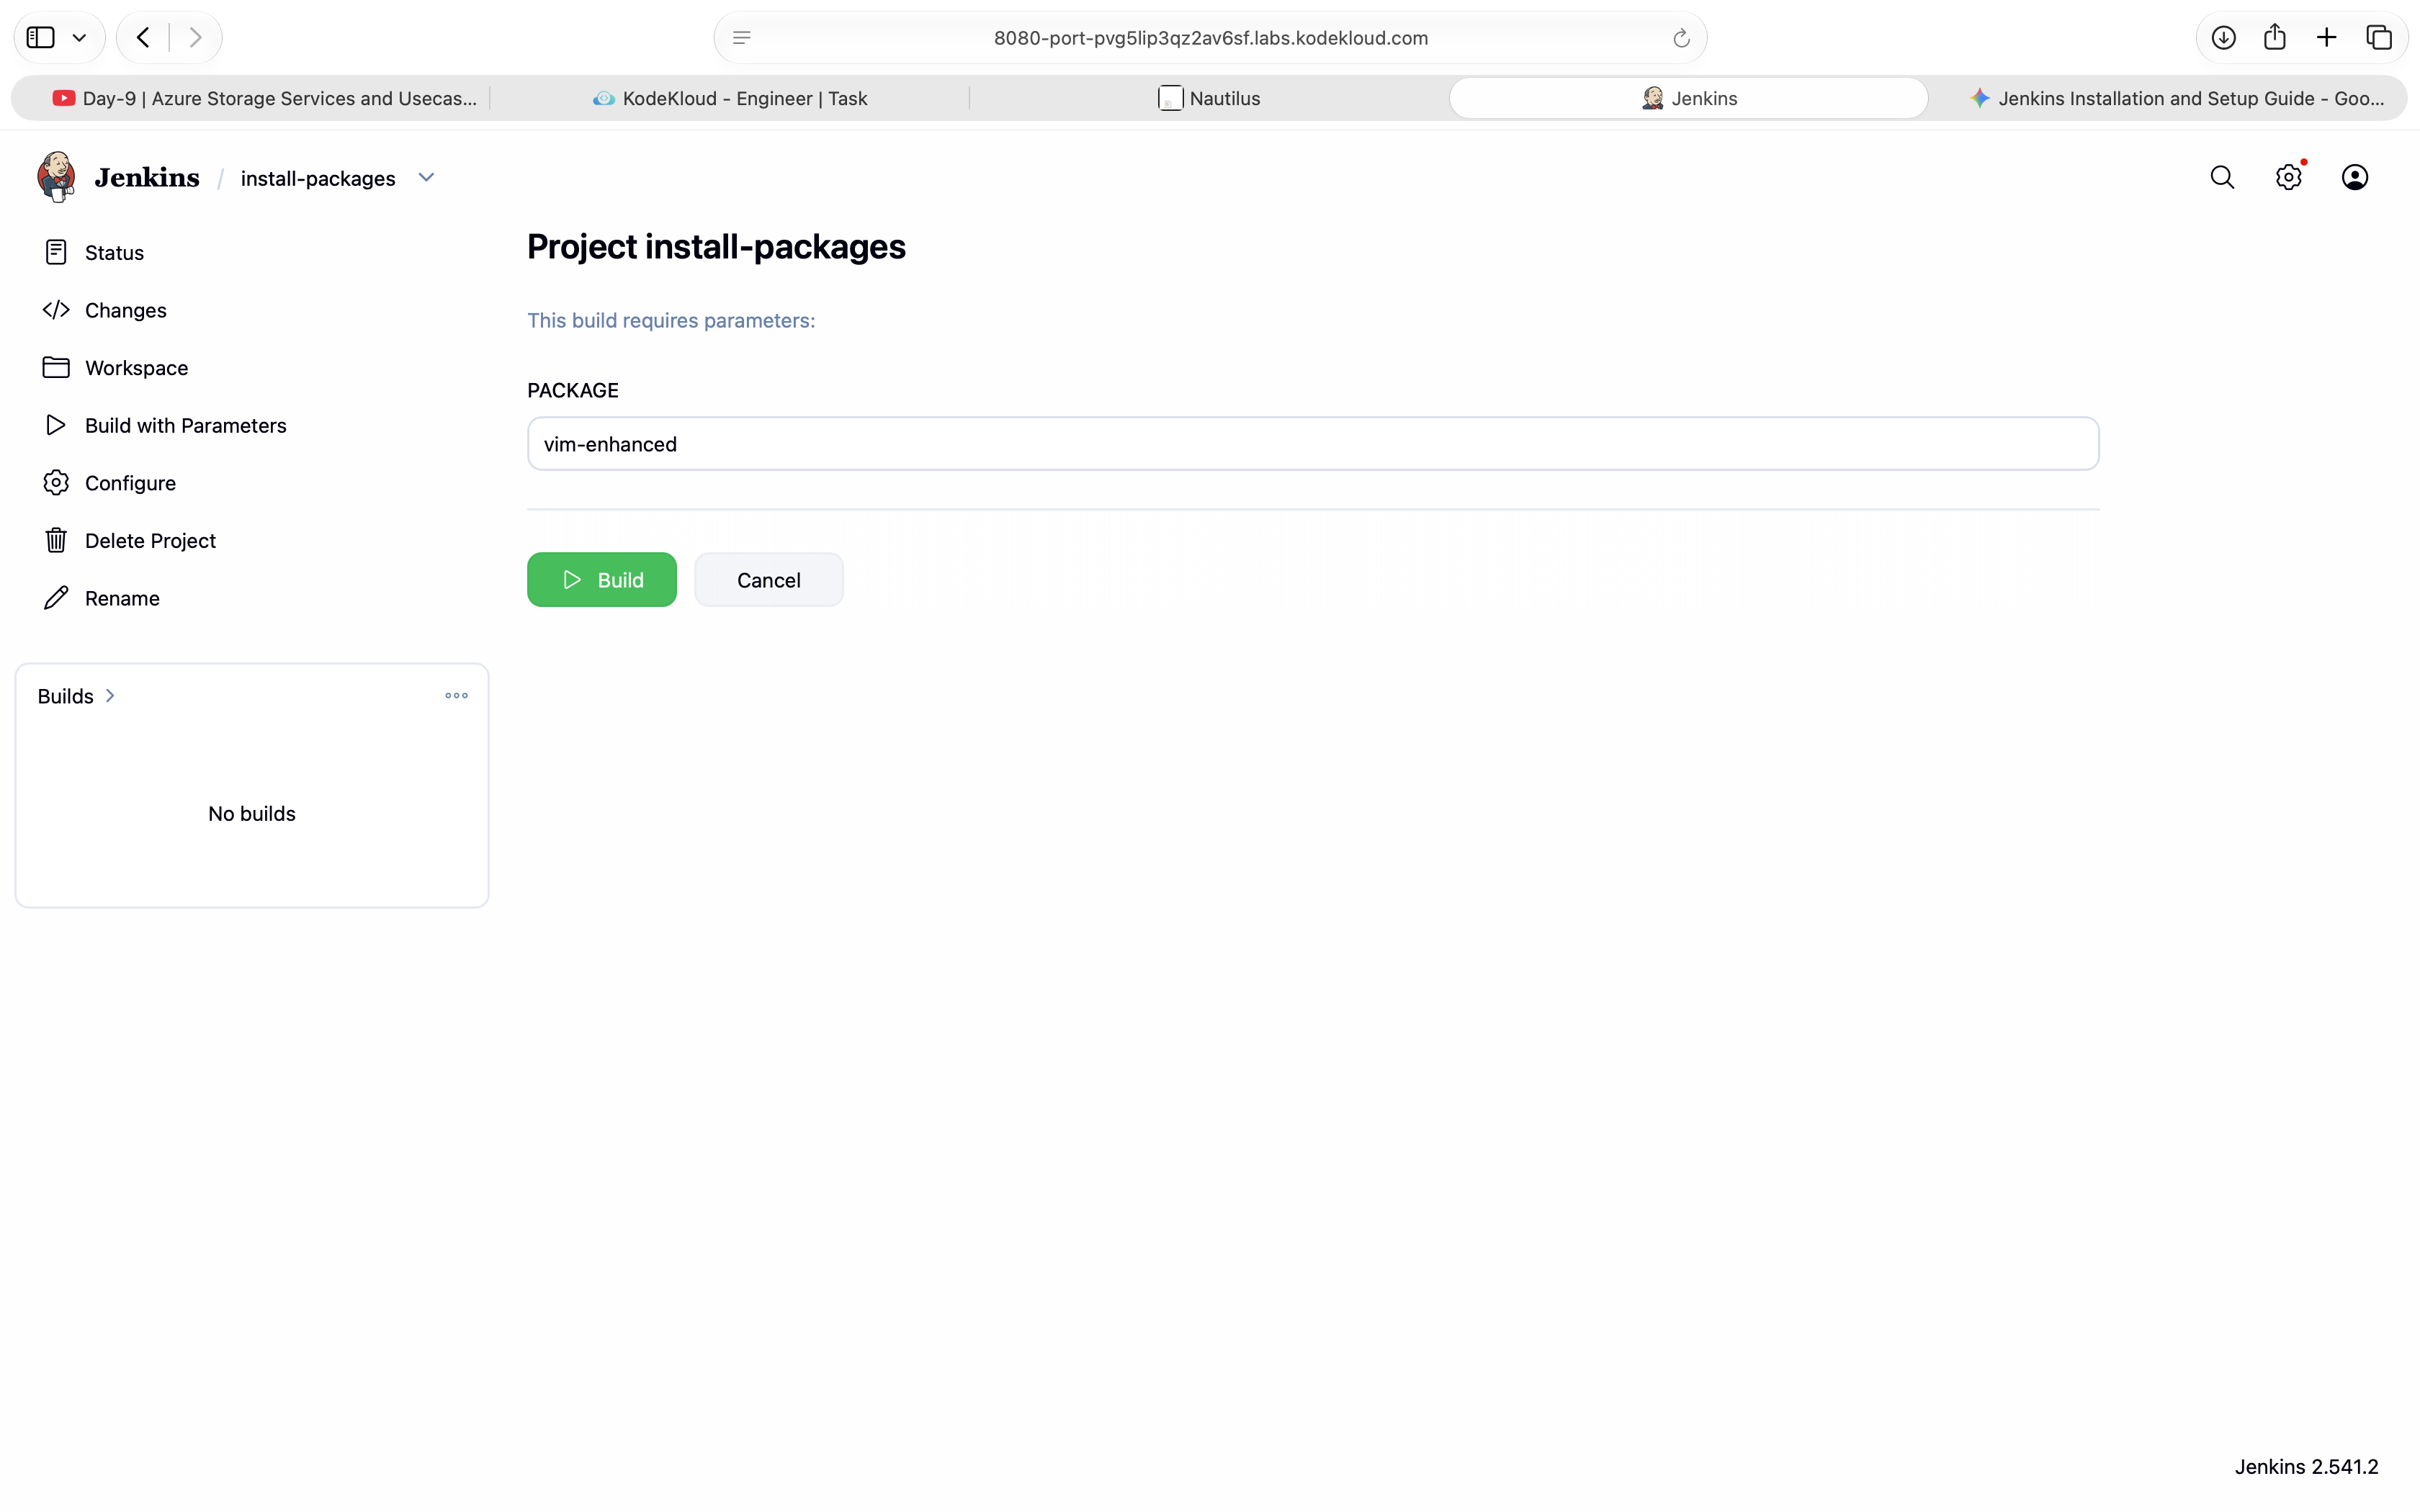 8080-port-pvg5lip3qz2av6sf.labs.kodekloud.com
Day-9 | Azure Storage Services and Usecas...
KodeKloud - Engineer | Task
Nautilus
Jenkins
Jenkins Installation and Setup Guide - Goo...
Jenkins / install-packages
Status
Changes
Workspace
Build with Parameters
Configure
Delete Project
Rename
Builds
No builds
Project install-packages
This build requires parameters:
PACKAGE
vim-enhanced
Build
Cancel
Jenkins 2.541.2